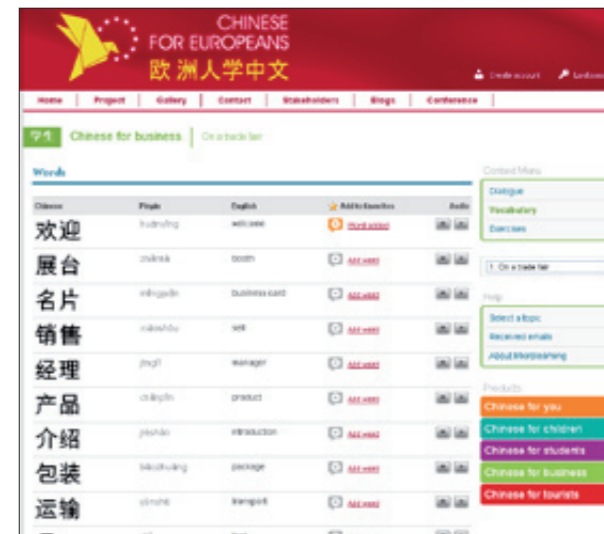 CHINESE
FOR EUROPEANS
欧洲人学中文
Create account
Home Project Gallery Contact Stakeholders Blogs Conference
Chinese for business On a trade fair
Words
Chinese Pinyin English Add to favorites Audio
欢迎 huānyíng welcome Word added
展台 zhǎntái booth Add word
名片 míngpiàn business card Add word
销售 xiāoshòu sell Add word
经理 jīnglǐ manager Add word
产品 chǎnpǐn product Add word
介绍 jièshào introduction Add word
包装 bāozhuāng package Add word
运输 yùnshū transport Add word
Context Menu
Dialogue
Vocabulary
Exercises
1. On a trade fair
Help
Select a topic
Received emails
Products
Chinese for you
Chinese for children
Chinese for students
Chinese for business
Chinese for tourists